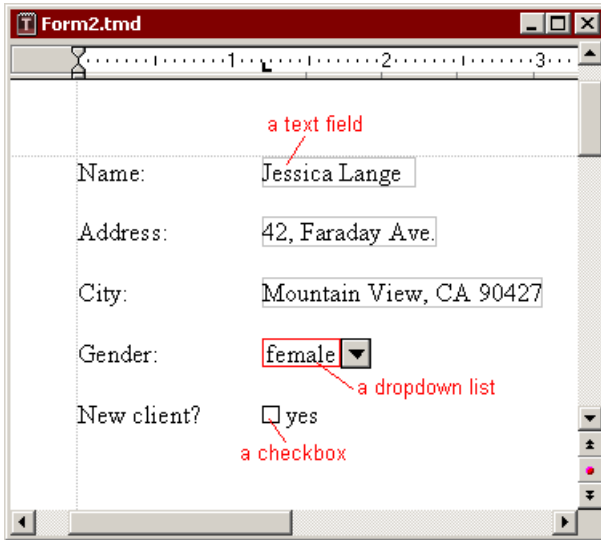 Form2.tmd
1 2 3
a text field
Name: Jessica Lange
Address: 42, Faraday Ave.
City: Mountain View, CA 90427
Gender: female
a dropdown list
New client? yes
a checkbox